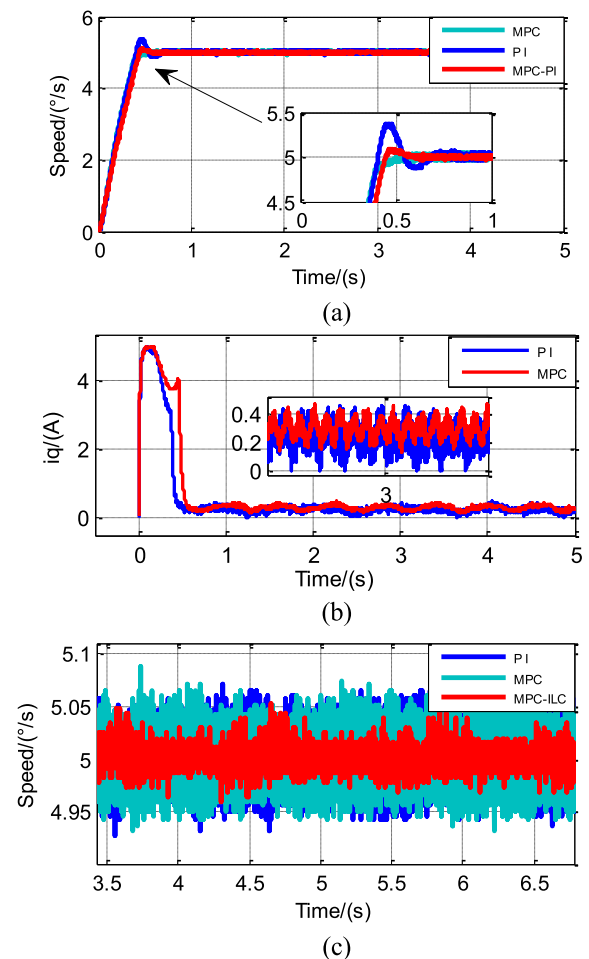 6
4
2
0
Speed/(°/s)
MPC
P I
MPC-PI
5.5
5
4.5
0 0.5 1
0 1 2 3 4 5
Time/(s)
(a)
4
2
0
iq/(A)
P I
MPC
0.4
0.2
0
3
0 1 2 3 4 5
Time/(s)
(b)
5.1
5.05
5
4.95
Speed/(°/s)
P I
MPC
MPC-ILC
3.5 4 4.5 5 5.5 6 6.5
Time/(s)
(c)